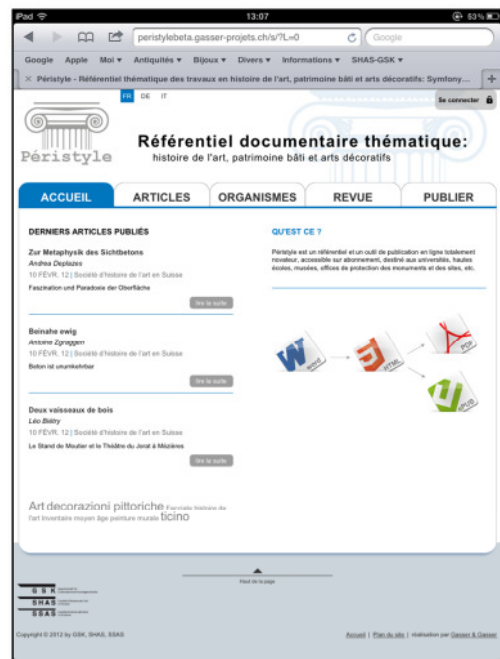 iPad 13:07 53%
peristylebeta.gasser-projets.ch/s/?L=0 Google
Google Apple Moi ▾ Antiquités ▾ Bijoux ▾ Divers ▾ Informations ▾ SHAS-GSK ▾
× Péristyle - Référentiel thématique des travaux en histoire de l'art, patrimoine bâti et arts décoratifs: Symfony... +
FR DE IT
Se connecter
Péristyle
Référentiel documentaire thématique:
histoire de l'art, patrimoine bâti et arts décoratifs
ACCUEIL ARTICLES ORGANISMES REVUE PUBLIER
DERNIERS ARTICLES PUBLIÉS
Zur Metaphysik des Sichtbetons
Andrea Deplazes
10 FÉVR. 12 | Société d'histoire de l'art en Suisse
Faszination und Paradoxie der Oberfläche
lire la suite
Beinahe ewig
Antoine Zgraggen
10 FÉVR. 12 | Société d'histoire de l'art en Suisse
Beton ist unumkehrbar
lire la suite
Deux vaisseaux de bois
Léo Biétry
10 FÉVR. 12 | Société d'histoire de l'art en Suisse
Le Stand de Moutier et le Théâtre du Jorat à Mézières
lire la suite
Art decorazioni pittoriche Farciate histoire de
l'art inventaire moyen âge peinture murale ticino
QU'EST CE ?
Péristyle est un référentiel et un outil de publication en ligne totalement
novateur, accessible sur abonnement, destiné aux universités, hautes
écoles, musées, offices de protection des monuments et des sites, etc.
word
HTML
PDF
ePUB
Haut de la page
GSK
SHAS
SSAS
Copyright © 2012 by GSK, SHAS, SSAS
Accueil | Plan du site | réalisation par Gasser & Gasser